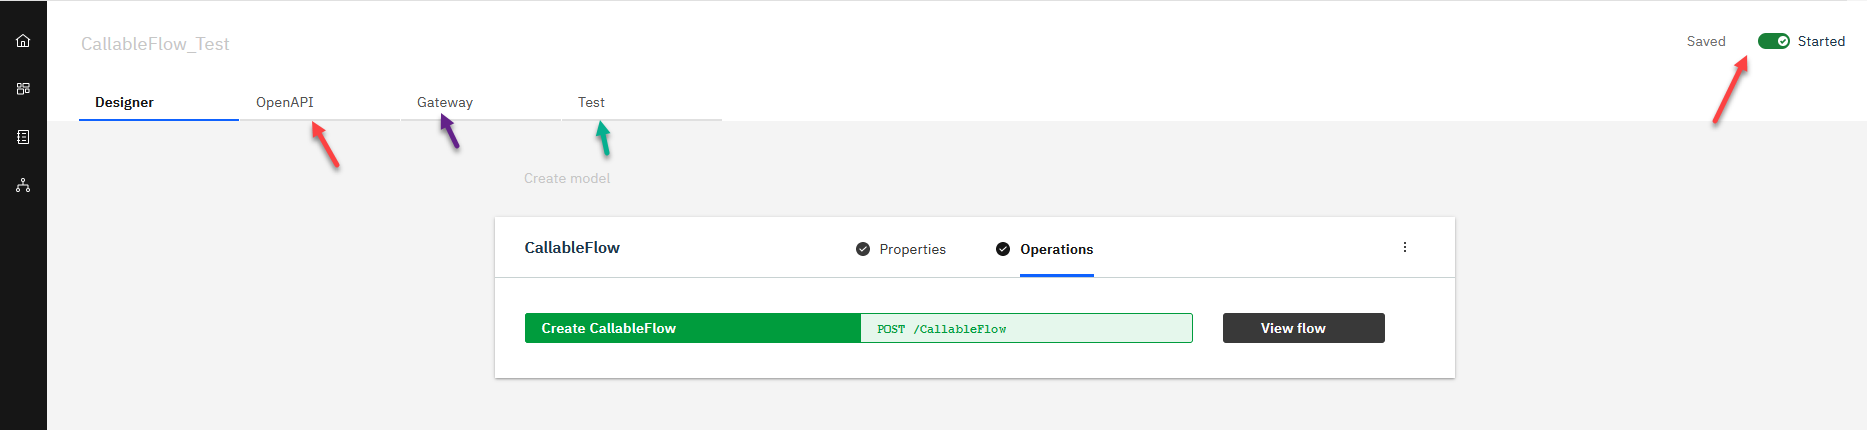 CallableFlow_Test
Saved
Started
Designer
OpenAPI
Gateway
Test
Create model
CallableFlow
Properties
Operations
Create CallableFlow
POST /CallableFlow
View flow